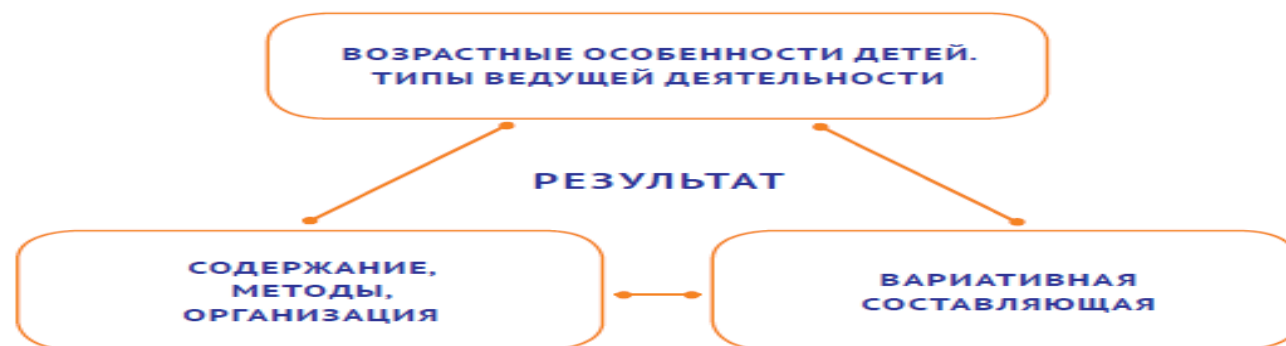 ВОЗРАСТНЫЕ ОСОБЕННОСТИ ДЕТЕЙ.
ТИПЫ ВЕДУЩЕЙ ДЕЯТЕЛЬНОСТИ
РЕЗУЛЬТАТ
СОДЕРЖАНИЕ,
МЕТОДЫ,
ОРГАНИЗАЦИЯ
ВАРИАТИВНАЯ
СОСТАВЛЯЮЩАЯ